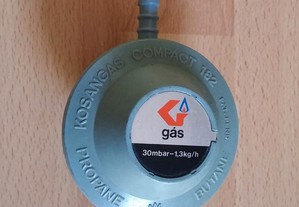 KOSANGAS COMPACT 182
gás
30mbar-1,3kg/h
PROPANE
BUTANE